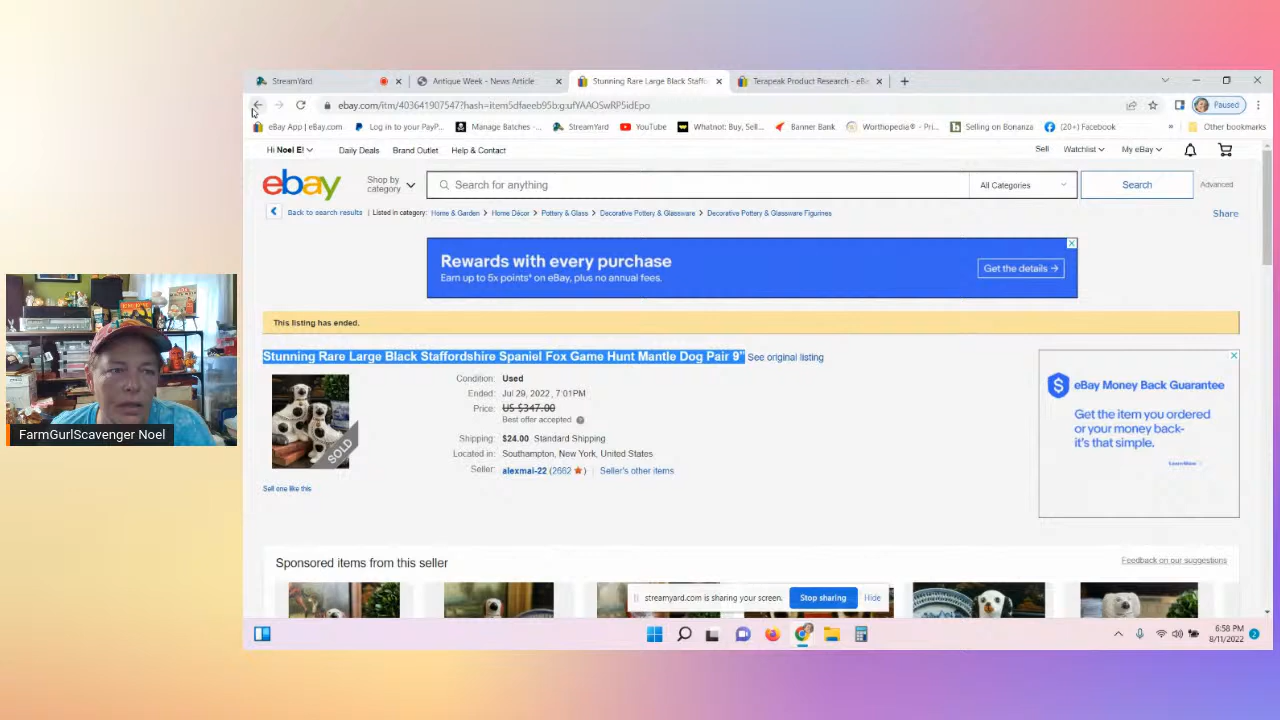 StreamYard
Antique Week - News Article
Stunning Rare Large Black Staffo
Terapeak Product Research - eB
ebay.com/itm/403641907547?hash=item5dfaeeb95b:g:ufYAAOSwRP5idEpo
Paused
eBay App | eBay.com
Log in to your PayP...
Manage Batches -...
StreamYard
YouTube
Whatnot: Buy, Sell...
Banner Bank
Worthopedia® - Pri...
Selling on Bonanza
(20+) Facebook
Other bookmarks
Hi Noel E!
Daily Deals
Brand Outlet
Help & Contact
Sell
Watchlist
My eBay
ebay
Shop by
category
Search for anything
All Categories
Search
Advanced
Back to search results
Listed in category:
Home & Garden > Home Décor > Pottery & Glass > Decorative Pottery & Glassware > Decorative Pottery & Glassware Figurines
Share
Rewards with every purchase
Earn up to 5x points* on eBay, plus no annual fees.
Get the details →
This listing has ended.
Stunning Rare Large Black Staffordshire Spaniel Fox Game Hunt Mantle Dog Pair 9"
See original listing
Condition: Used
Ended: Jul 29, 2022 , 7:01PM
Price: US $347.00
Best offer accepted
Shipping: $24.00 Standard Shipping
Located in: Southampton, New York, United States
Seller: alexmai-22 (2662 ) | Seller's other items
SOLD
Sell one like this
eBay Money Back Guarantee
Get the item you ordered
or your money back-
it's that simple.
Learn More
FarmGurlScavenger Noel
Sponsored items from this seller
Feedback on our suggestions
streamyard.com is sharing your screen.
Stop sharing
Hide
6:58 PM
8/11/2022
2